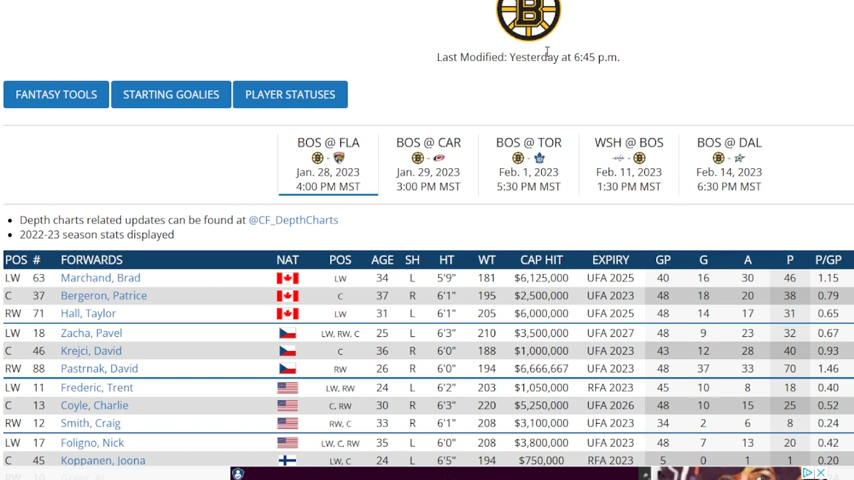 B
Last Modified: Yesterday at 6:45 p.m.
FANTASY TOOLS STARTING GOALIES PLAYER STATUSES
BOS @ FLA BOS @ CAR BOS @ TOR WSH @ BOS BOS @ DAL
- - - - -
Jan. 28, 2023 Jan. 29, 2023 Feb. 1, 2023 Feb. 11, 2023 Feb. 14, 2023
4:00 PM MST 3:00 PM MST 5:30 PM MST 1:30 PM MST 6:30 PM MST
• Depth charts related updates can be found at @CF_DepthCharts
• 2022-23 season stats displayed
POS # FORWARDS NAT POS AGE SH HT WT CAP HIT EXPIRY GP G A P P/GP
LW 63 Marchand, Brad LW 34 L 5'9" 181 $6,125,000 UFA 2025 40 16 30 46 1.15
C 37 Bergeron, Patrice C 37 R 6'1" 195 $2,500,000 UFA 2023 48 18 20 38 0.79
RW 71 Hall, Taylor LW 31 L 6'1" 205 $6,000,000 UFA 2025 48 14 17 31 0.65
LW 18 Zacha, Pavel LW, RW, C 25 L 6'3" 210 $3,500,000 UFA 2027 48 9 23 32 0.67
C 46 Krejci, David C 36 R 6'0" 188 $1,000,000 UFA 2023 43 12 28 40 0.93
RW 88 Pastrnak, David RW 26 R 6'0" 194 $6,666,667 UFA 2023 48 37 33 70 1.46
LW 11 Frederic, Trent LW, RW 24 L 6'2" 203 $1,050,000 RFA 2023 45 10 8 18 0.40
C 13 Coyle, Charlie C, RW 30 R 6'3" 220 $5,250,000 UFA 2026 48 10 15 25 0.52
RW 12 Smith, Craig RW, C 33 R 6'1" 208 $3,100,000 UFA 2023 34 2 6 8 0.24
LW 17 Foligno, Nick LW, C, RW 35 L 6'0" 208 $3,800,000 UFA 2023 48 7 13 20 0.42
C 45 Koppanen, Joona LW, C 24 L 6'5" 194 $750,000 RFA 2023 5 0 1 1 0.20